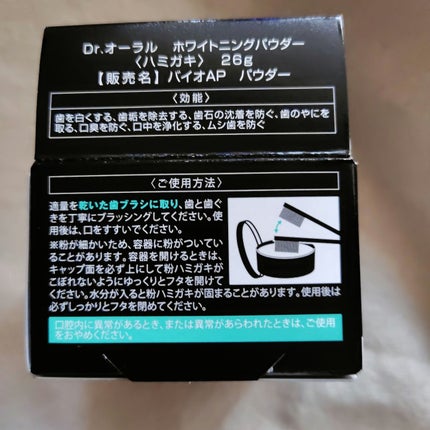 Dr.オーラル ホワイトニングパウダー
〈ハミガキ〉 26g
【販売名】バイオAP パウダー
〈効能〉
歯を白くする、歯垢を除去する、歯石の沈着を防ぐ、歯のやにを
取る、口臭を防ぐ、口中を浄化する、ムシ歯を防ぐ
〈ご使用方法〉
適量を乾いた歯ブラシに取り、歯と歯ぐ
きを丁寧にブラッシングしてください。使
用後は、口をすすいでください。
※粉が細かいため、容器に粉がついてい
ることがあります。容器を開けるときは、
キャップ面を必ず上にして粉ハミガキが
こぼれないようにゆっくりとフタを開けて
ください。水分が入ると粉ハミガキが固まることがあります。使用後は
必ずしっかりとフタを閉めてください。
口腔内に異常があるとき、または異常があらわれたときは、ご使用
をおやめください。